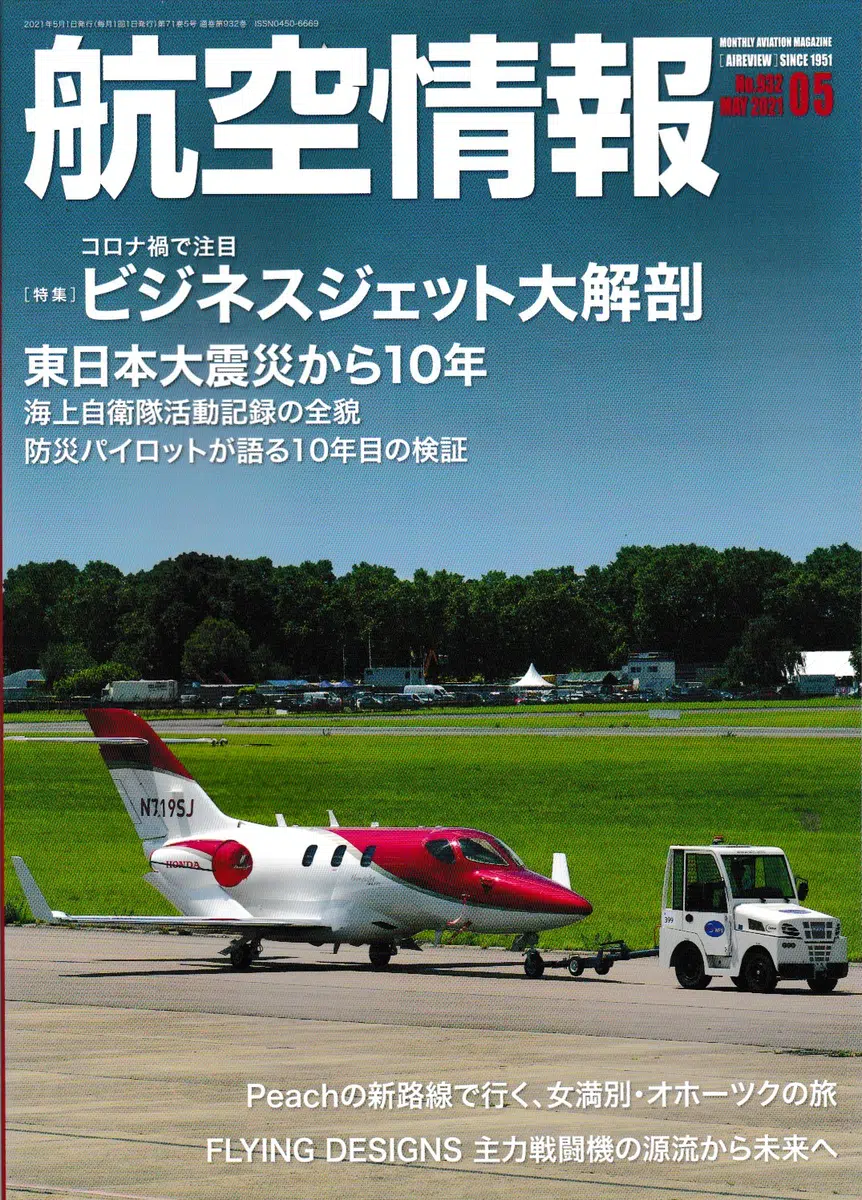 2021年5月1日発行(毎月1回1日発行)第71巻5号 通巻第932巻 ISSN0450-6669
航空情報
MONTHLY AVIATION MAGAZINE
[AIREVIEW] SINCE 1951
No.932
MAY 2021 05
コロナ禍で注目
[特集] ビジネスジェット大解剖
東日本大震災から10年
海上自衛隊活動記録の全貌
防災パイロットが語る10年目の検証
N719SJ
HONDA
399
Peachの新路線で行く、女満別・オホーツクの旅
FLYING DESIGNS 主力戦闘機の源流から未来へ